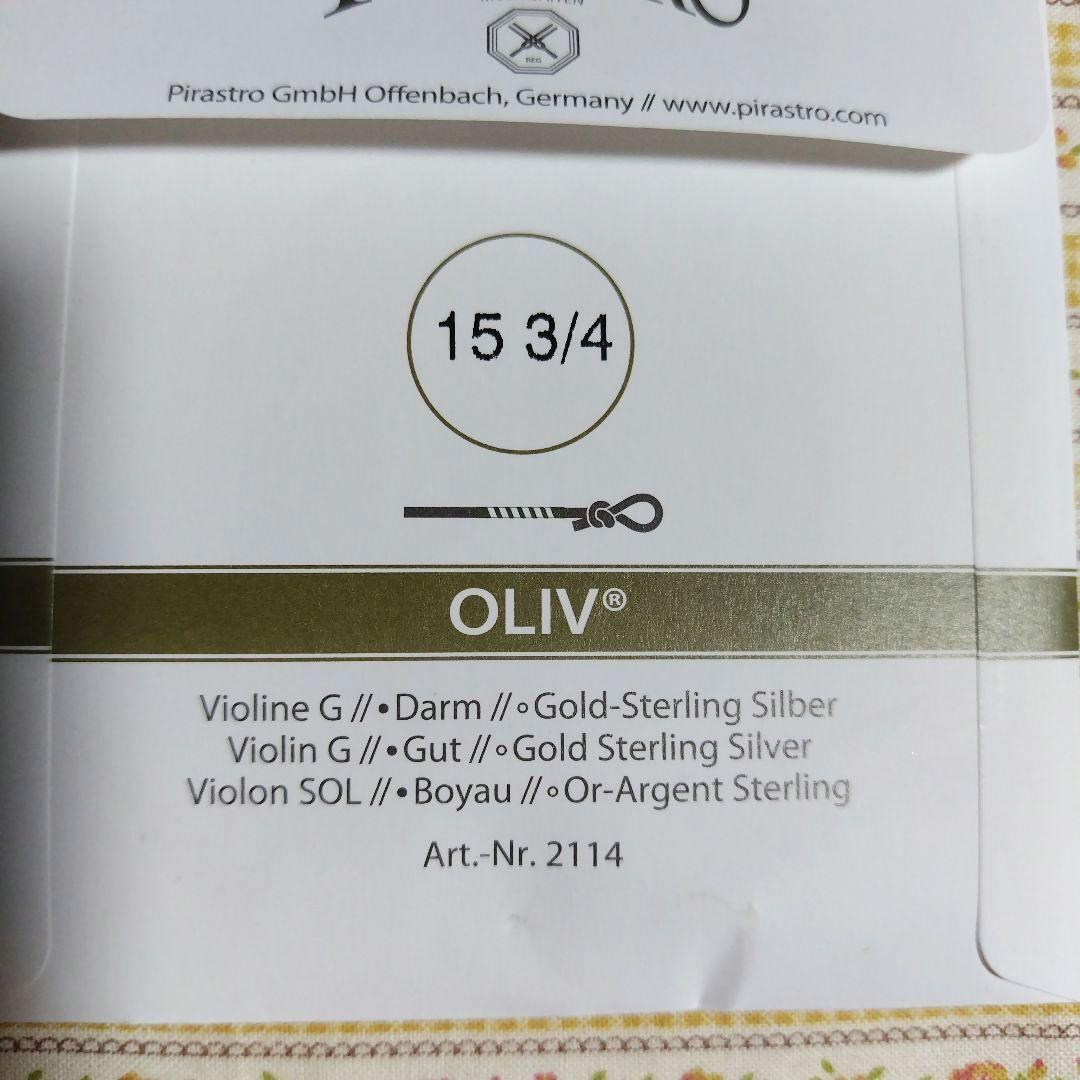 REG
Pirastro GmbH Offenbach, Germany // www.pirastro.com
15 3/4
OLIV®
Violine G // • Darm // ∘ Gold-Sterling Silber
Violin G // • Gut // ∘ Gold Sterling Silver
Violon SOL // • Boyau // ∘ Or-Argent Sterling
Art.-Nr. 2114